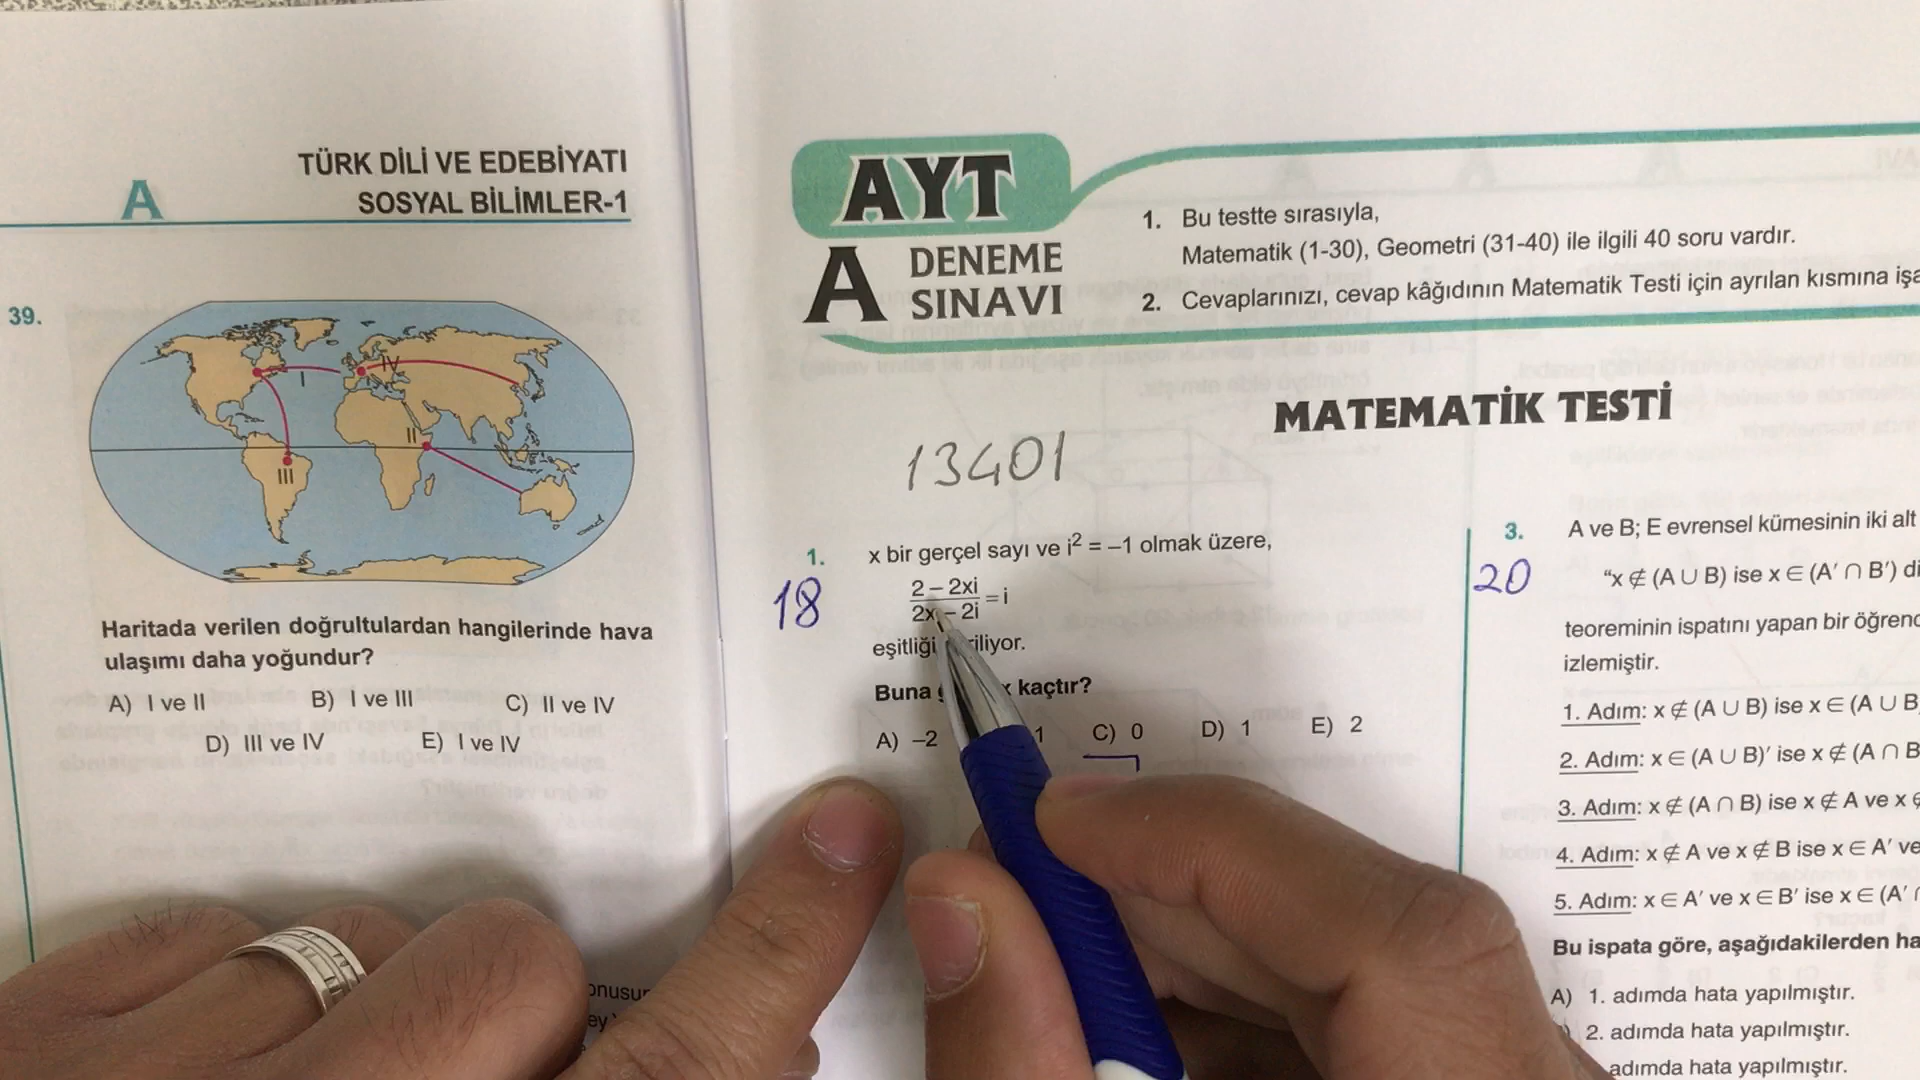 TÜRK DİLİ VE EDEBİYATI
A SOSYAL BİLİMLER-1
39.
I
II
III
IV
Haritada verilen doğrultulardan hangilerinde hava
ulaşımı daha yoğundur?
A) I ve II B) I ve III C) II ve IV
D) III ve IV E) I ve IV
AYT
A DENEME
SINAVI
1. Bu testte sırasıyla,
Matematik (1-30), Geometri (31-40) ile ilgili 40 soru vardır.
2. Cevaplarınızı, cevap kâğıdının Matematik Testi için ayrılan kısmına
MATEMATİK TESTİ
13401
1. x bir gerçel sayı ve i² = –1 olmak üzere,
18
2 – 2xi
2x – 2i = i
Buna x kaçtır?
A) –2 1 C) 0 D) 1 E) 2
3. A ve B; E evrensel kümesinin iki alt
20
"x ∉ (A ∪ B) ise x ∈ (A′ ∩ B′)
teoreminin ispatını yapan bir
izlemiştir.
1. Adım: x ∉ (A ∪ B) ise x ∈ (A ∪ B
2. Adım: x ∈ (A ∪ B)′ ise x ∉ (A ∩ B
3. Adım: x ∉ (A ∩ B) ise x ∉ A ve x
4. Adım: x ∉ A ve x ∉ B ise x ∈ A′ ve
5. Adım: x ∈ A′ ve x ∈ B′ ise x ∈ (A′
Bu ispata göre, aşağıdakilerden
A) 1. adımda hata yapılmıştır.
2. adımda hata yapılmıştır.
adımda hata yapılmıştır.